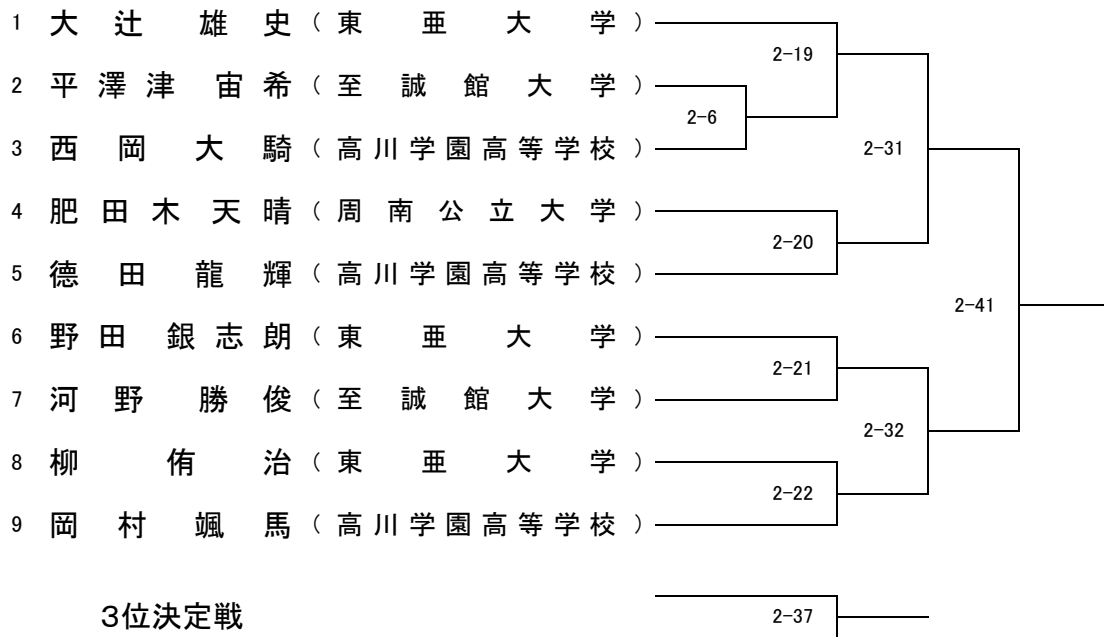 1 大辻 雄史（東亜大学）
2-19
2 平澤津 宙希（至誠館大学）
2-6
3 西岡大騎（高川学園高等学校）
2-31
4 肥田木天晴（周南公立大学）
2-20
5 德田龍輝（高川学園高等学校）
2-41
6 野田 銀志朗（東亜大学）
2-21
7 河野勝俊（至誠館大学）
2-32
8 柳侑治（東亜大学）
2-22
9 岡村颯馬（高川学園高等学校）
3位決定戦
2-37